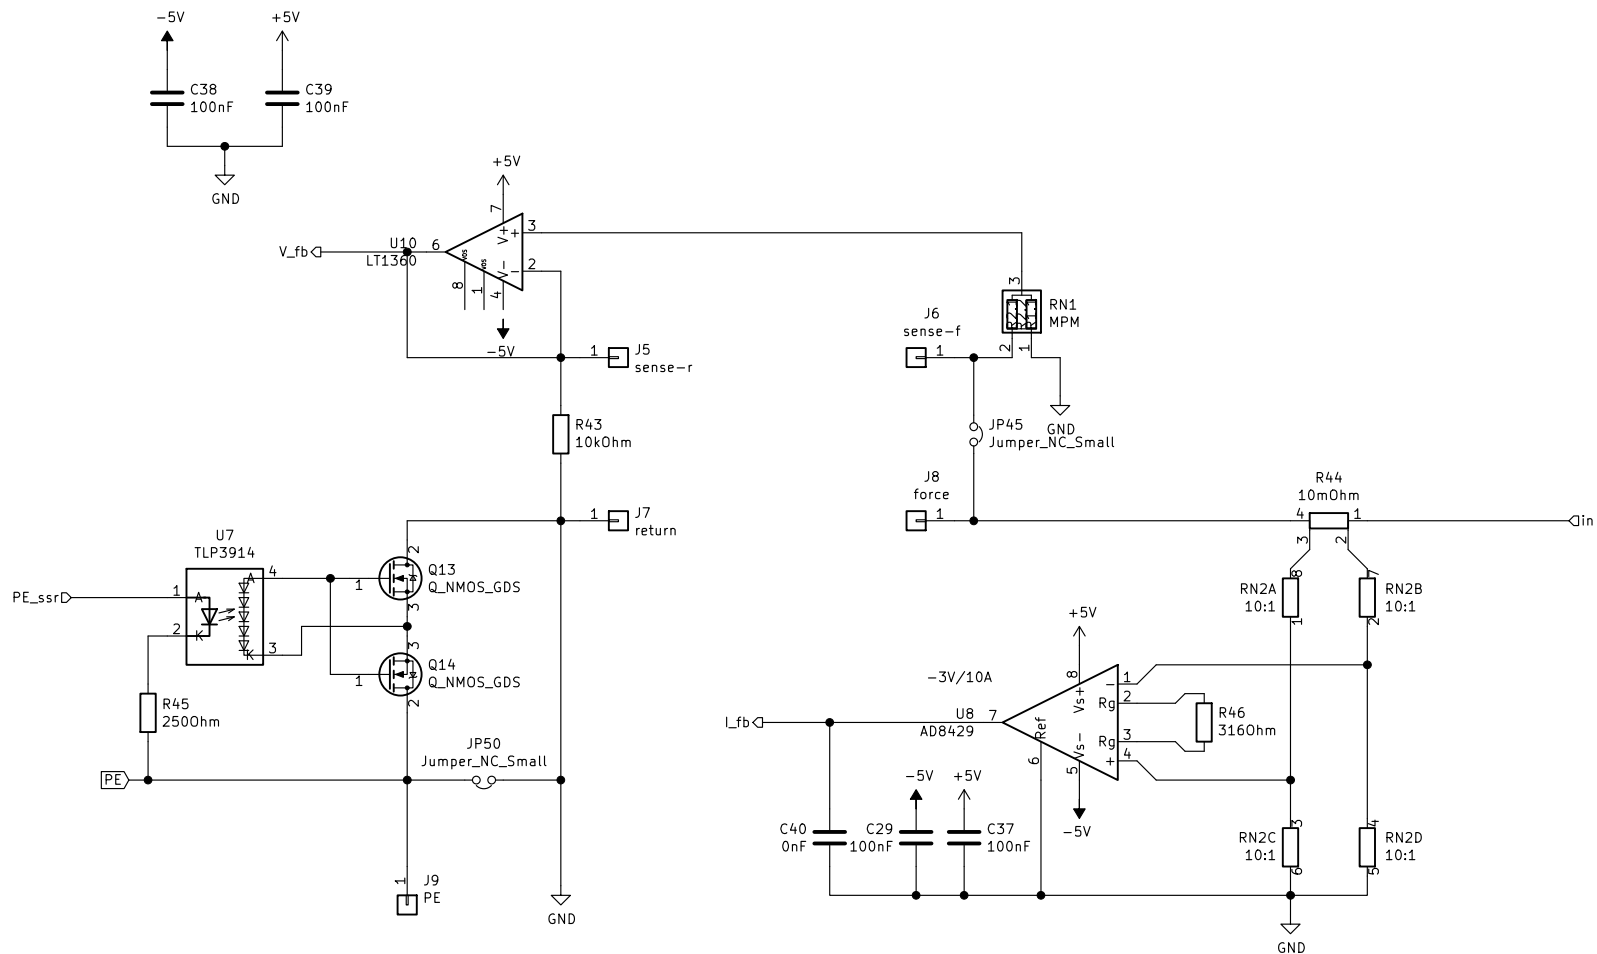 -5V
+5V
C38
100nF
C39
100nF
GND
+5V
7
V+
+
3
U10
LT1360
V_fb
6
VOS
VOS
V-
-
2
8
1
4
-5V
1
J5
sense-r
R43
10kOhm
1
J7
return
J6
sense-f
1
3
RN1
MPM
2
1
GND
JP45
Jumper_NC_Small
J8
force
1
R44
10mOhm
4
1
3
2
in
U7
TLP3914
PE_ssr
1
A
2
K
A
4
K
3
R45
250Ohm
2
1
Q13
Q_NMOS_GDS
3
3
1
Q14
Q_NMOS_GDS
2
PE
JP50
Jumper_NC_Small
1
J9
PE
GND
RN2A
10:1
8
1
RN2B
10:1
7
2
+5V
8
Vs+
-
1
Rg
2
Rg
3
+
4
R46
316Ohm
-3V/10A
U8
AD8429
I_fb
7
Ref
6
Vs-
5
-5V
-5V
+5V
C40
0nF
C29
100nF
C37
100nF
RN2C
10:1
3
6
RN2D
10:1
4
5
GND